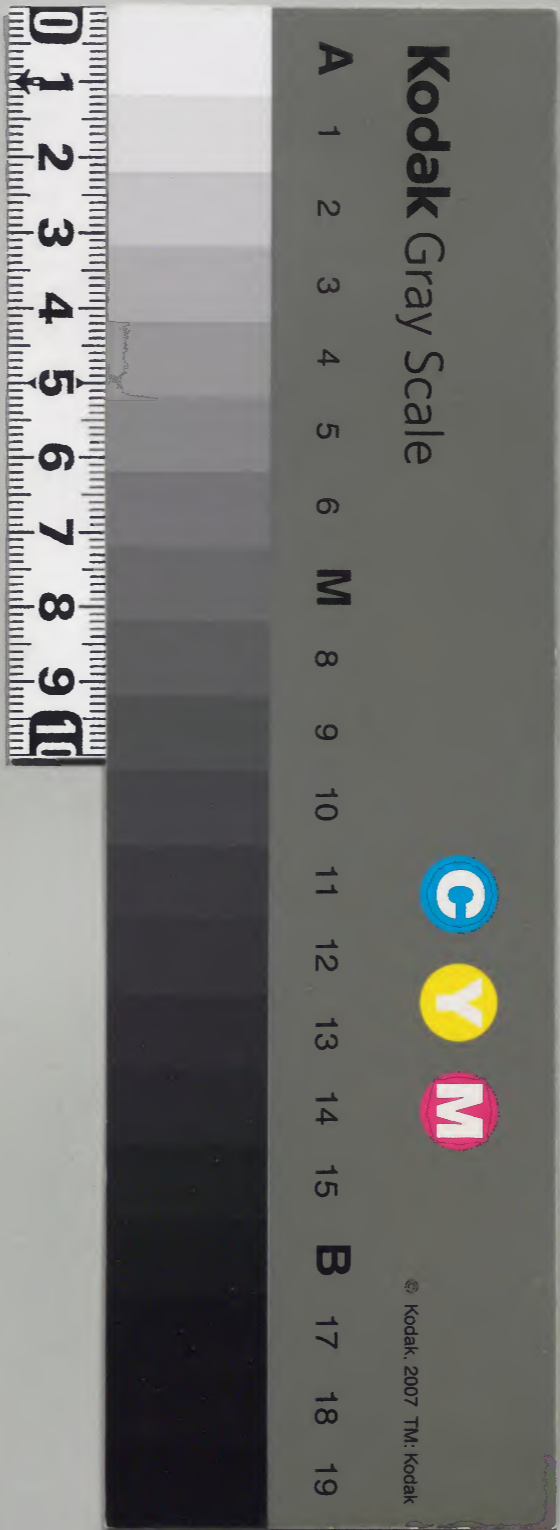 Kodak Gray Scale
C Y M
© Kodak, 2007 TM: Kodak
A 1 2 3 4 5 6 M 8 9 10 11 12 13 14 15 B 17 18 19
0 1 2 3 4 5 6 7 8 9 10